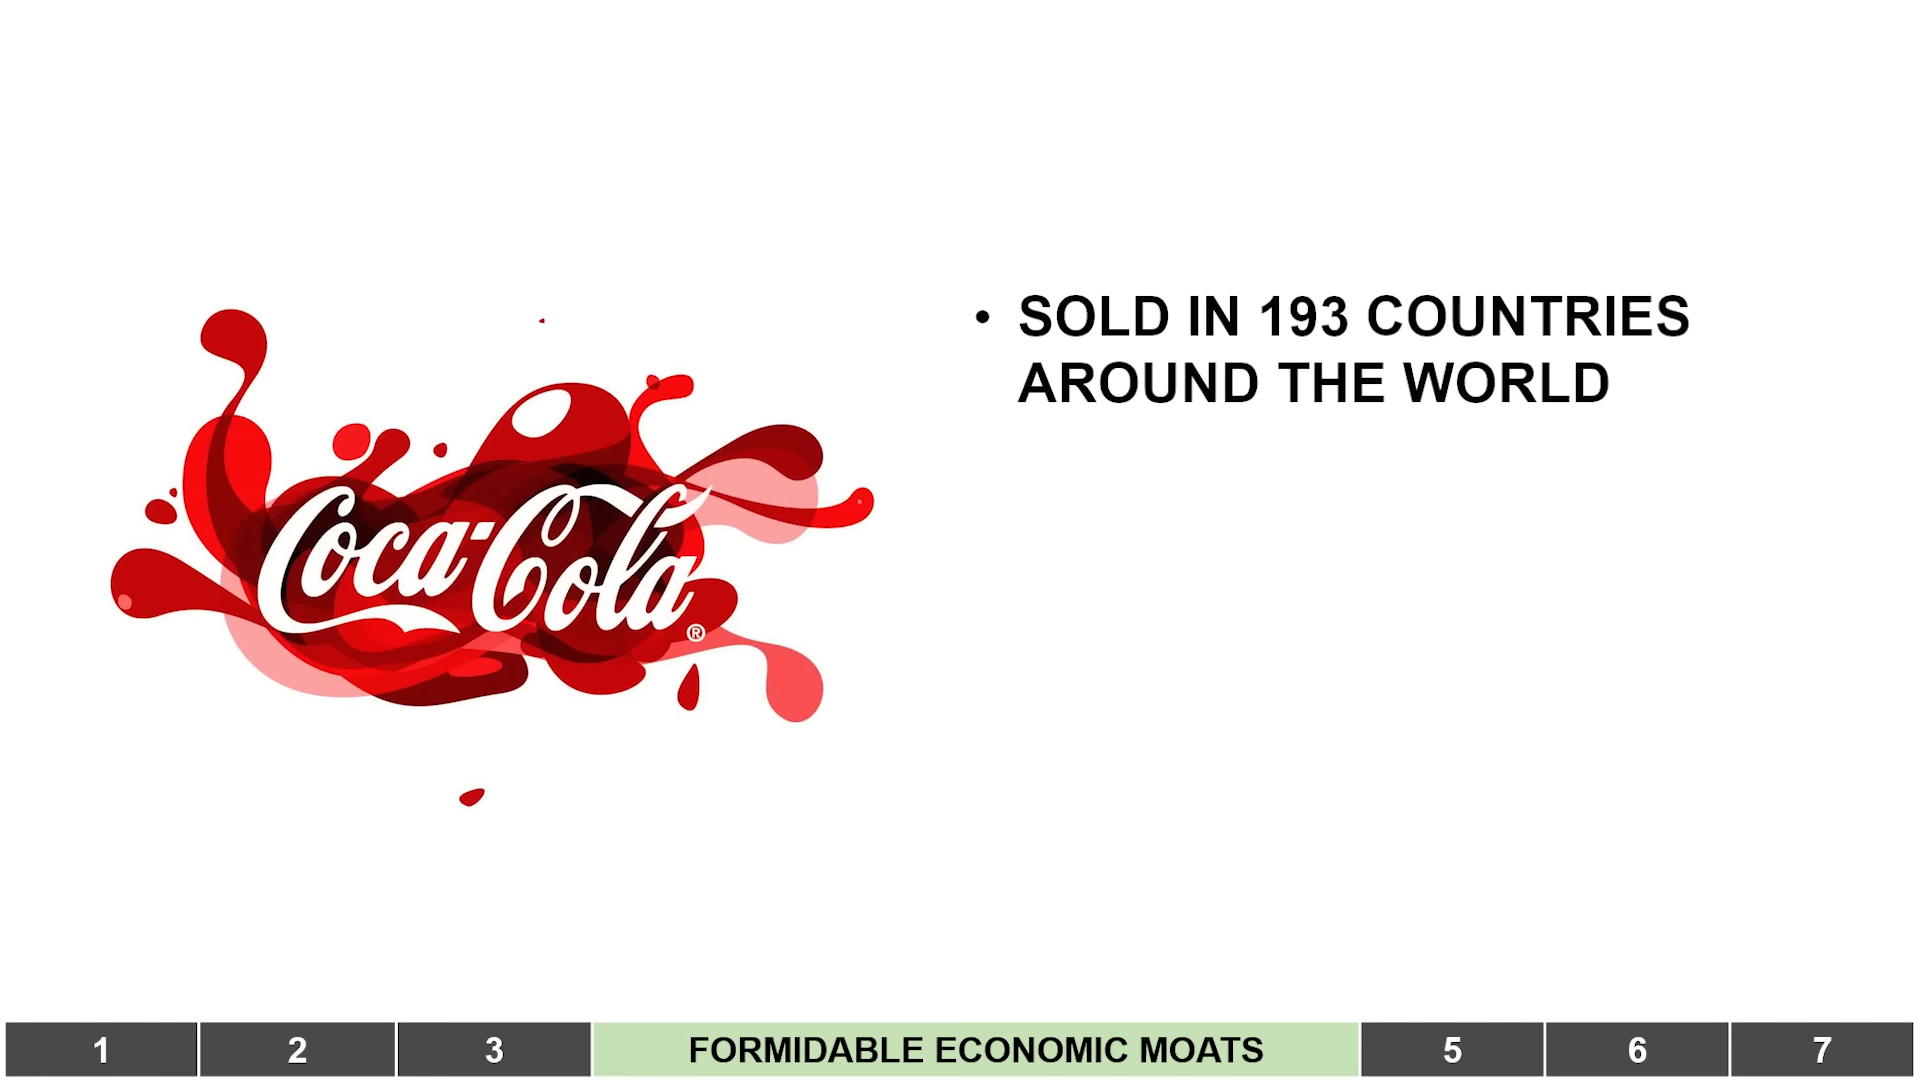 • SOLD IN 193 COUNTRIES
AROUND THE WORLD
Coca-Cola®
1 2 3 FORMIDABLE ECONOMIC MOATS 5 6 7